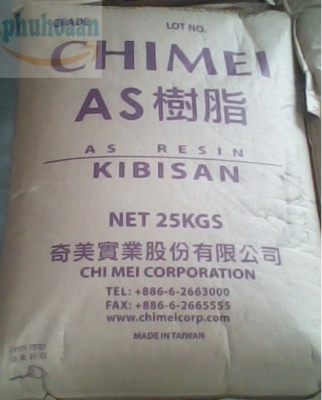 phuhoaan
GRADE LOT NO.
CHIMEI
AS樹脂
AS RESIN
KIBISAN
NET 25KGS
奇美實業股份有限公司
CHI MEI CORPORATION
TEL: +886-6-2663000
FAX: +886-6-2665555
www.chimeicorp.com
MADE IN TAIWAN